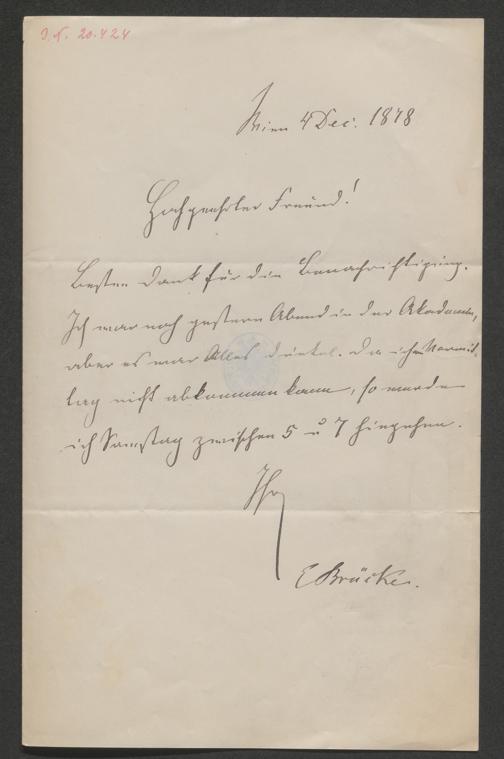 I.N. 20.424
Wien 4 Dec. 1878
Hochgeehrter Freund!
Besten Dank für die Benachrichtigung.
Ich war noch gestern Abend in der Akademie,
aber es war Alles dunkel. Da ich Vormit-
tag nicht abkommen kann, so werde
ich Samstag zwischen 5 u 7 hingehen.
Ihr
E Brücke.